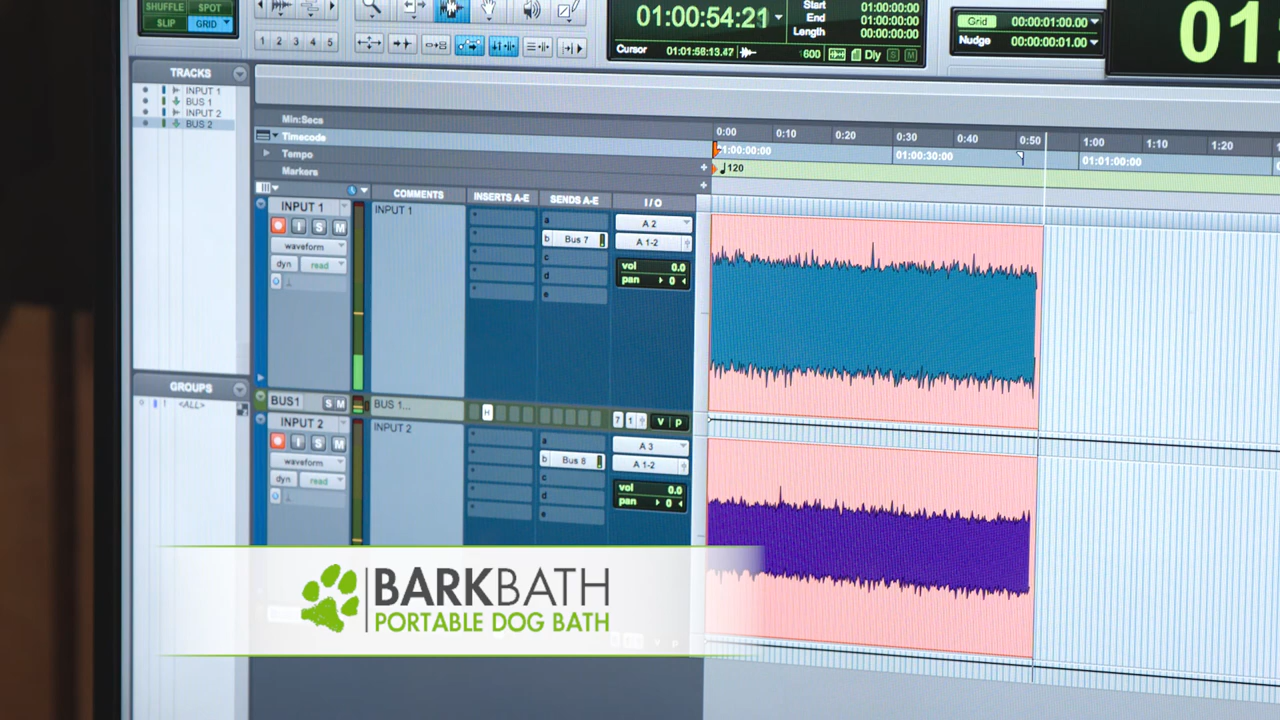 SHUFFLE SPOT
SLIP GRID
1 2 3 4 5
01:00:54:21
Start 01:00:00:00
End 00:00:00:00
Length 00:00:00:00
Cursor 01:01:56:13.47
600 Dly S M
Grid 00:00:01:00.00
Nudge 00:00:00:01.00
01:
TRACKS
INPUT 1
BUS 1
INPUT 2
BUS 2
Min:Secs 0:00 0:10 0:20 0:30 0:40 0:50 1:00 1:10 1:20
Timecode 01:00:00:00 01:00:30:00 01:01:00:00
Tempo 120
Markers
COMMENTS INSERTS A-E SENDS A-E I / O
INPUT 1 INPUT 1 a A 2
I S M b Bus 7 A 1-2
waveform c vol 0.0
dyn read d pan 0
e
GROUPS
1 <ALL>
BUS1 S M BUS 1... H 7 1 V P
INPUT 2 INPUT 2 a A 3
I S M b Bus 8 A 1-2
waveform c vol 0.0
dyn read d pan 0
e
BARKBATH
PORTABLE DOG BATH